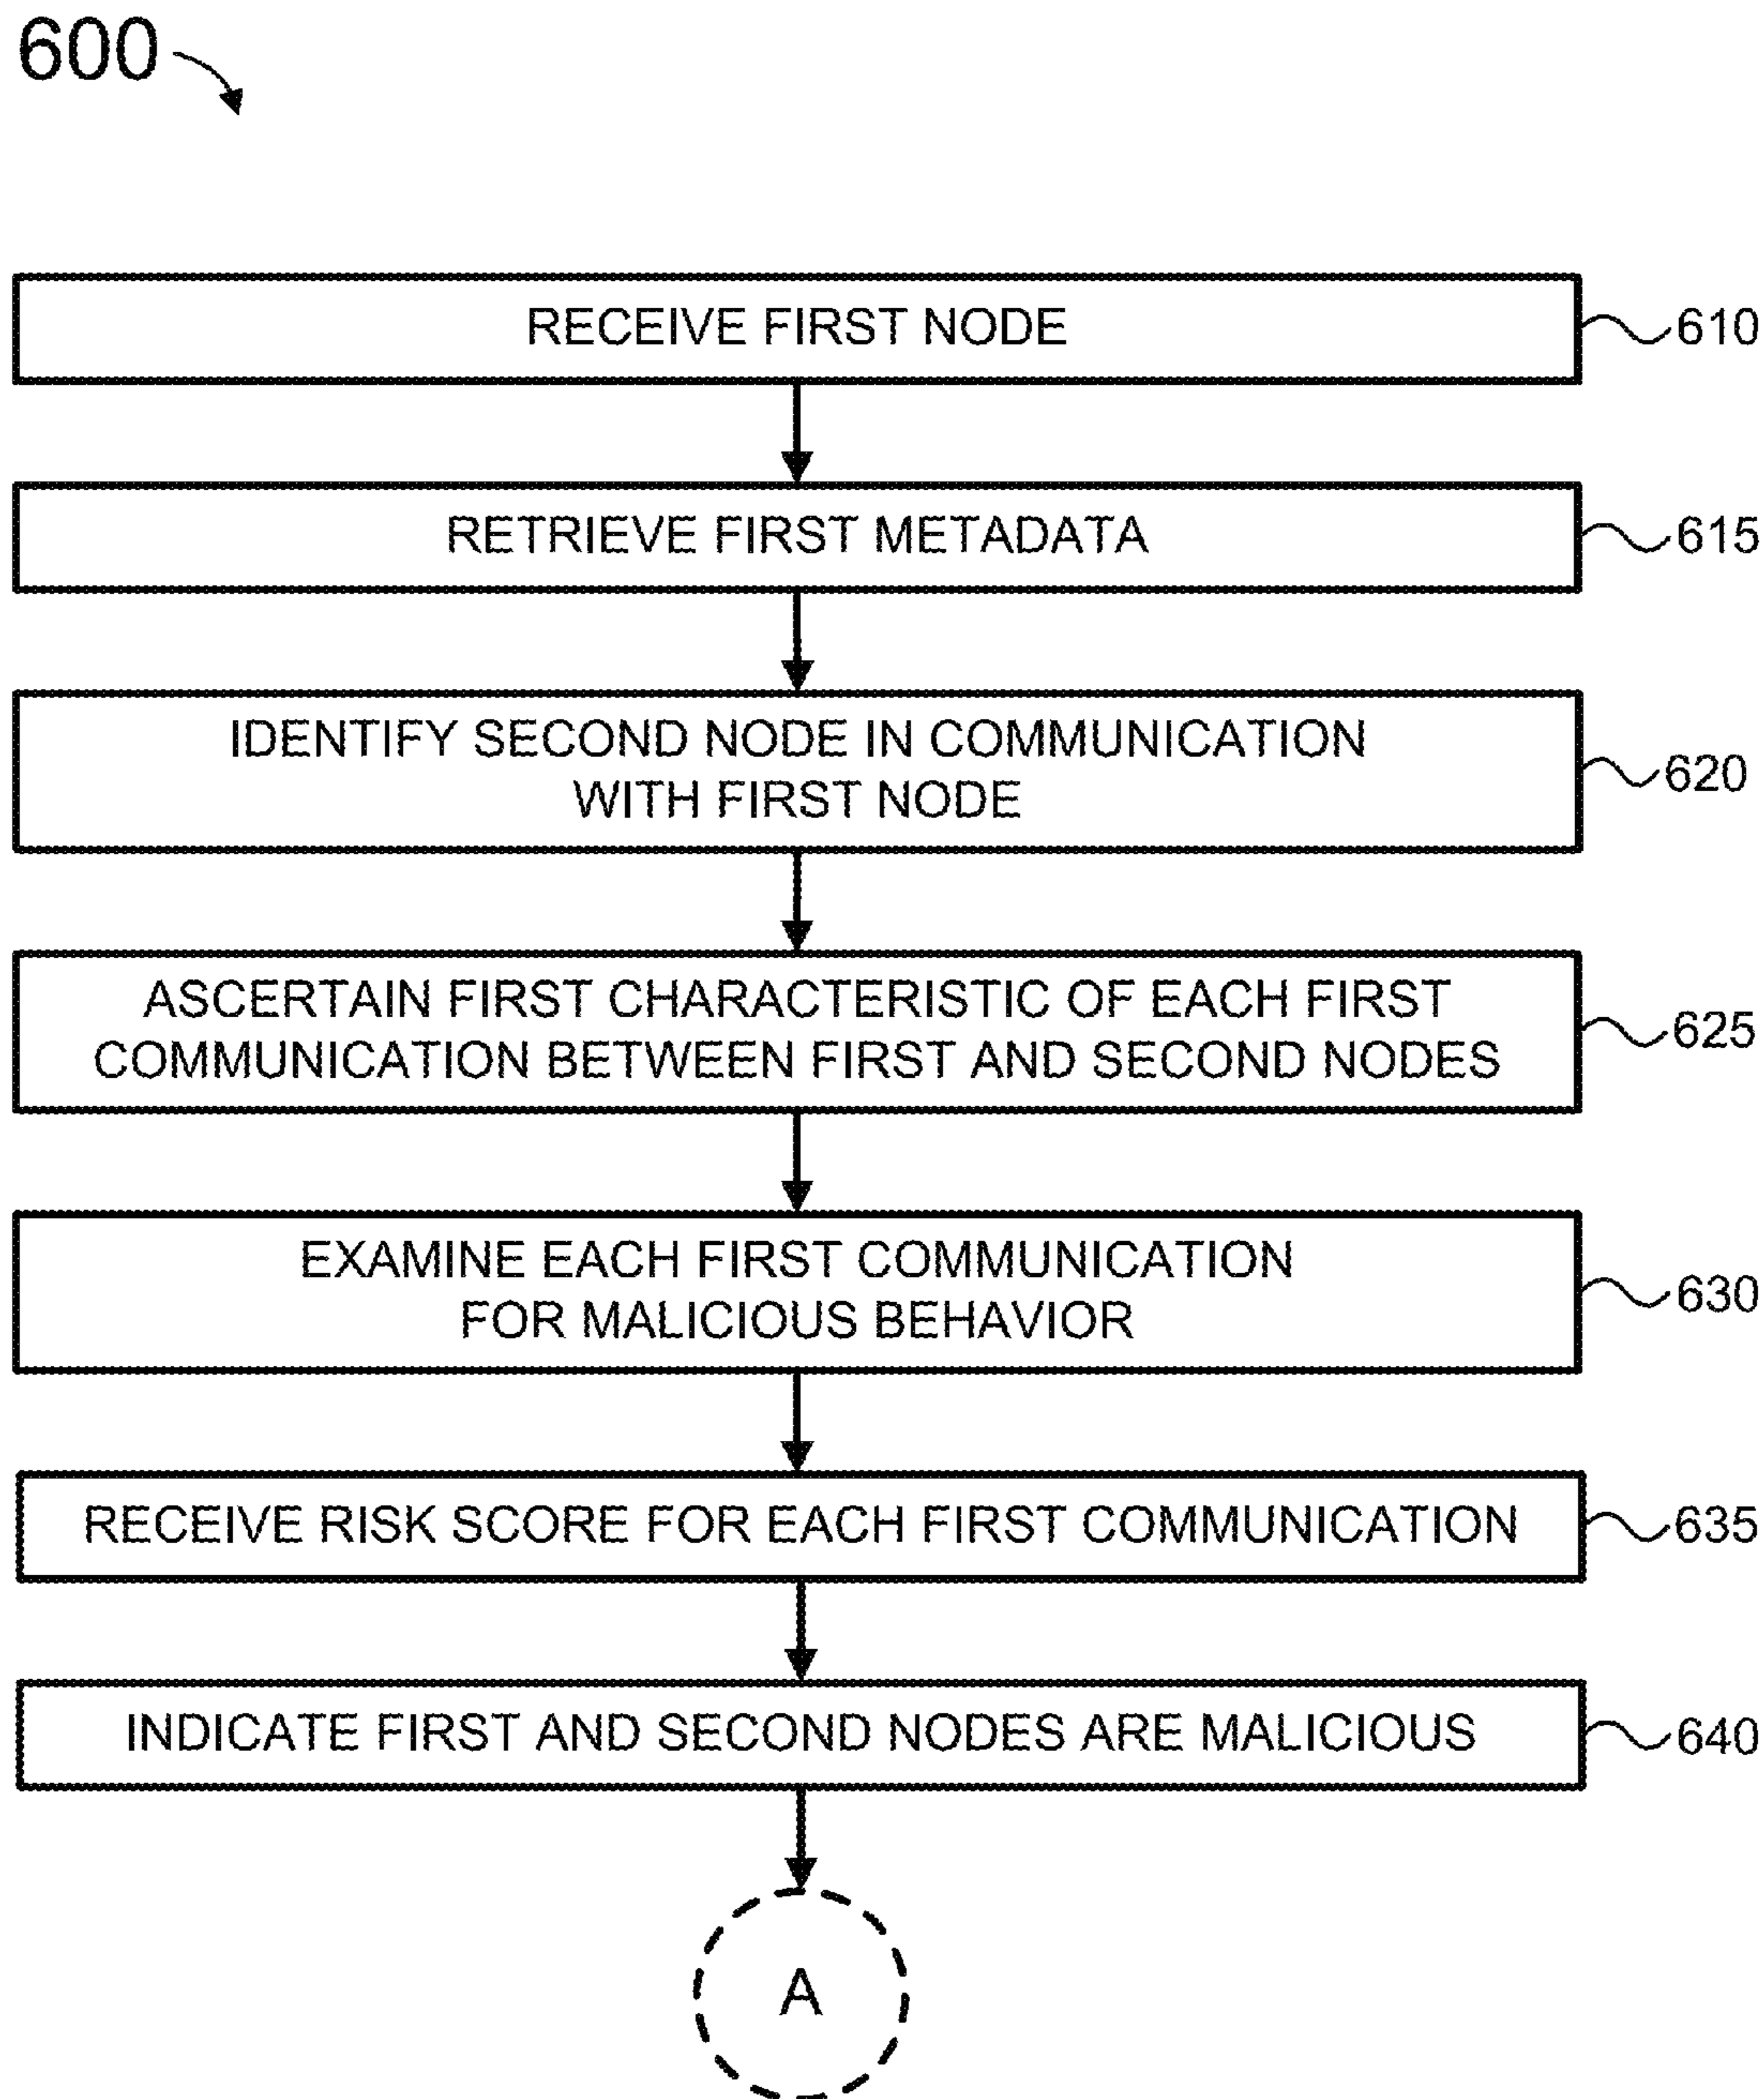 600
RECEIVE FIRST NODE
610
RETRIEVE FIRST METADATA
615
IDENTIFY SECOND NODE IN COMMUNICATION
WITH FIRST NODE
620
ASCERTAIN FIRST CHARACTERISTIC OF EACH FIRST
COMMUNICATION BETWEEN FIRST AND SECOND NODES
625
EXAMINE EACH FIRST COMMUNICATION
FOR MALICIOUS BEHAVIOR
630
RECEIVE RISK SCORE FOR EACH FIRST COMMUNICATION
635
INDICATE FIRST AND SECOND NODES ARE MALICIOUS
640
A